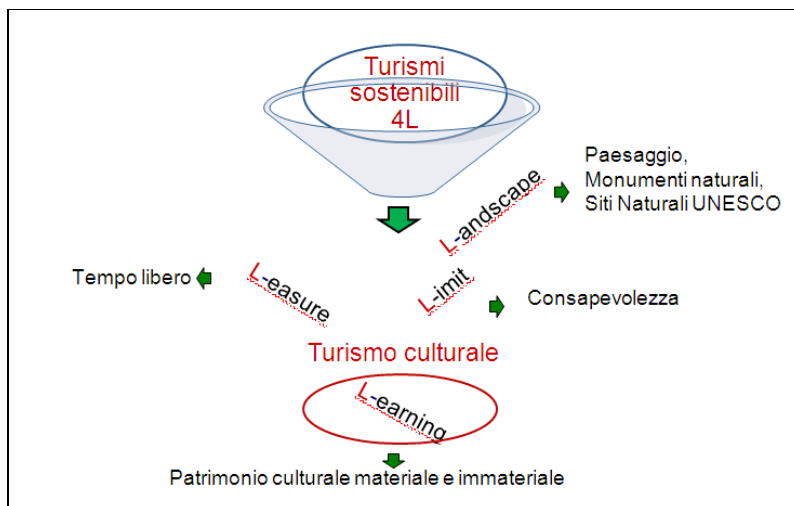 Turismi
sostenibili
4L
Paesaggio,
Monumenti naturali,
Siti Naturali UNESCO
L-andscape
Tempo libero
L-easure
L-imit
Consapevolezza
Turismo culturale
L-earning
Patrimonio culturale materiale e immateriale